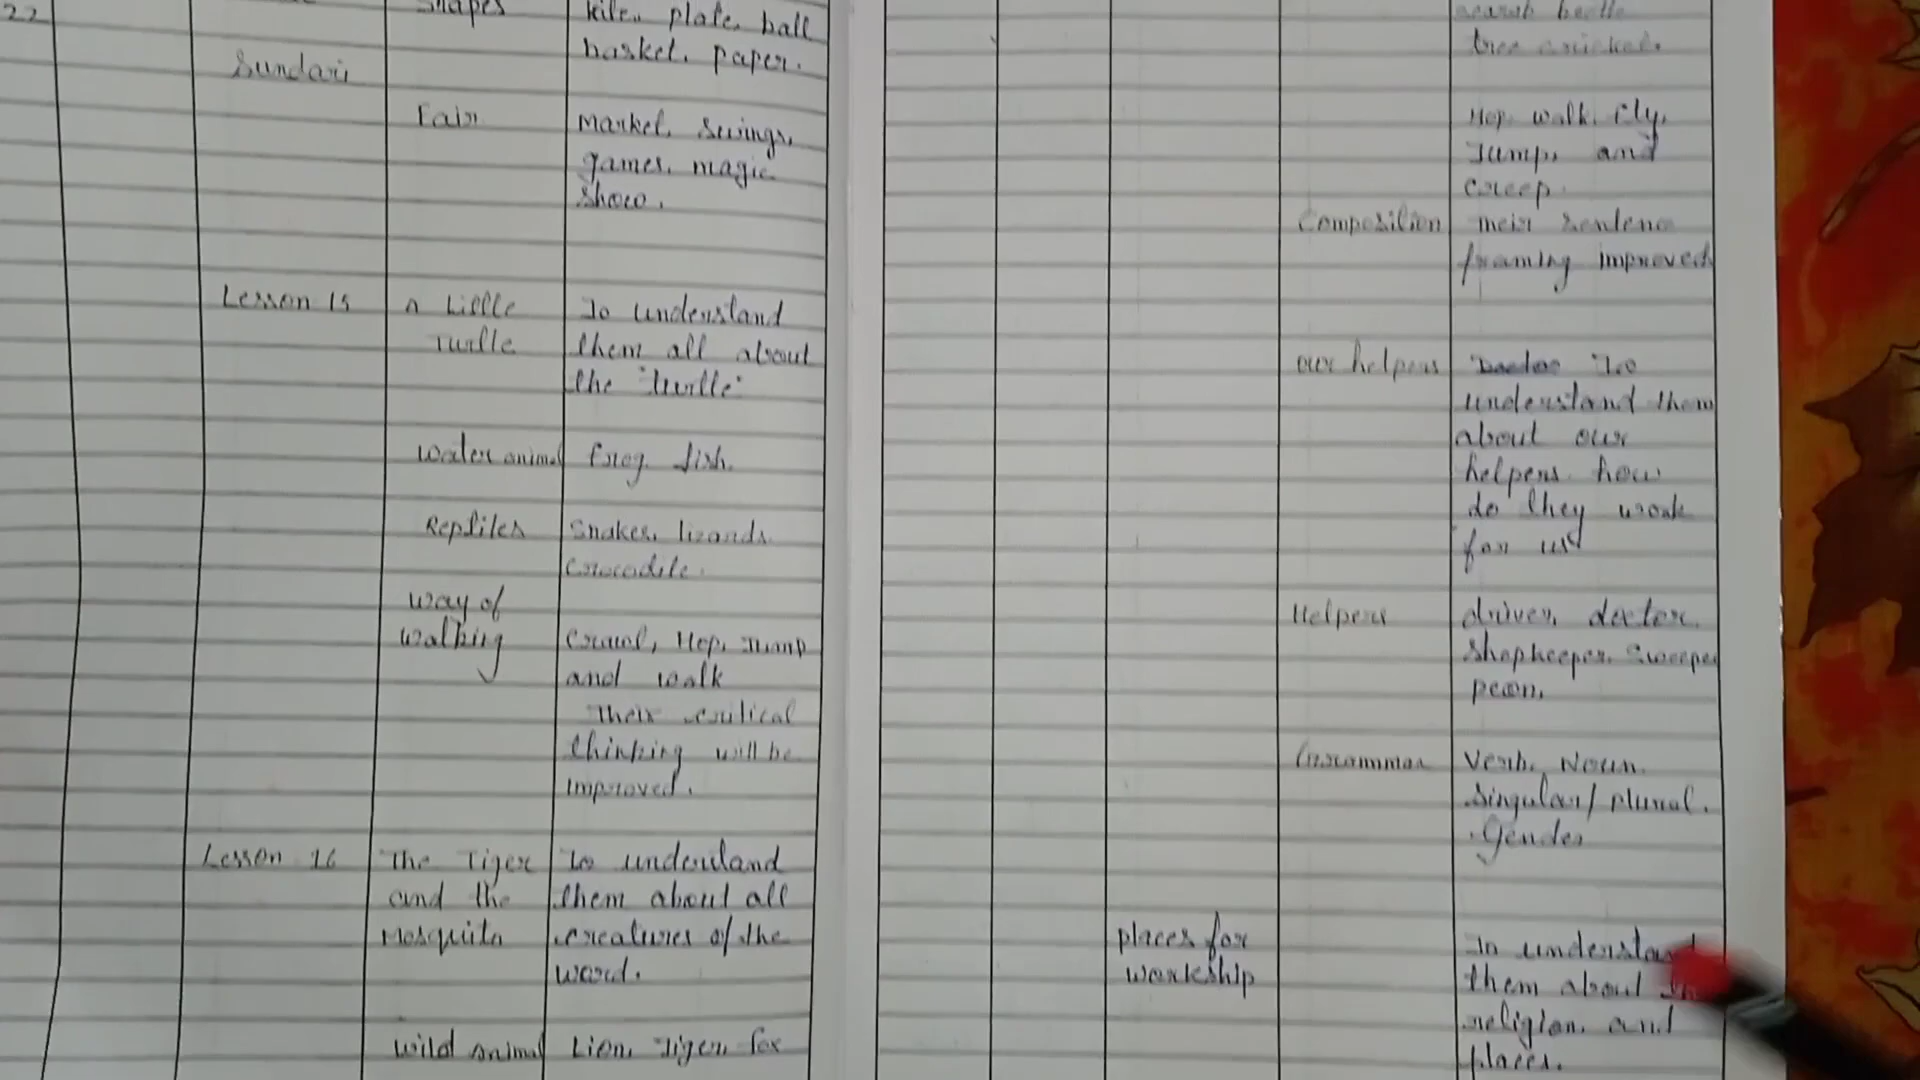 22
Shapes kite, plate, ball
basket, paper.
Sundari
Fair Market, swings,
games, magic
show.
Lesson 15 A Little To understand
Turtle them all about
the "turtle"
Water animal frog, fish.
Reptiles Snakes, lizards
crocodile.
Way of
walking Crawl, Hop, Jump
and walk
Their critical
thinking will be
improved.
Lesson 16 The Tiger To understand
and the them about all
Mosquito creatures of the
word.
Wild animal Lion, Tiger, fox
tree cricket.
Hop, walk, fly,
Jump, and
creep.
Composition their sentence
framing improved
Our helpers To
understand them
about our
helpers how
do they work
for us
Helpers driver, doctor,
shopkeeper, sweeper
peon.
Grammar Verb, Noun,
Singular/plural.
Gender
places for To understand
workship them about
religion and
places.